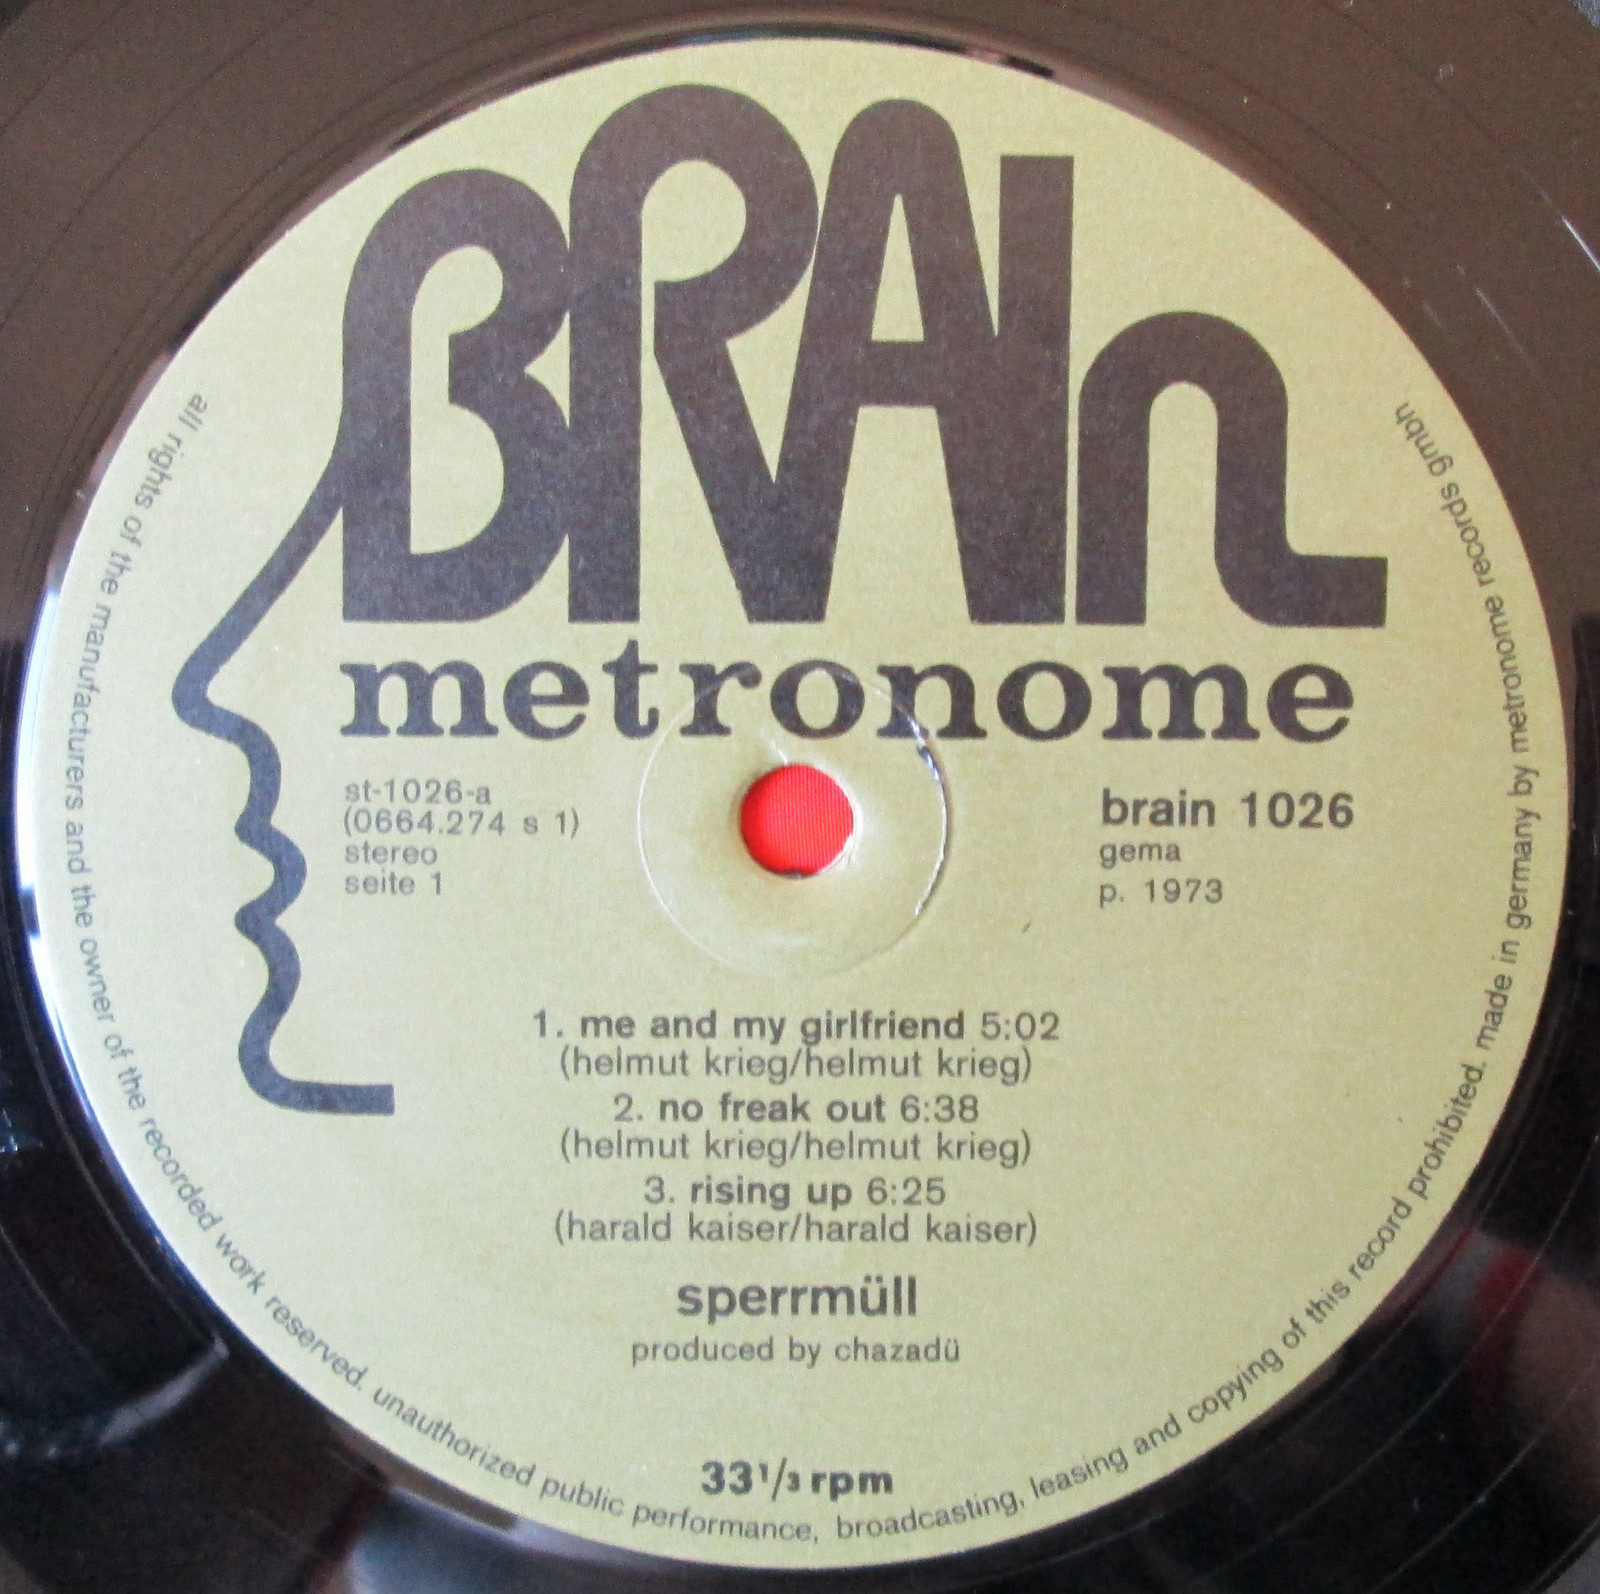 BRAIn
metronome
st-1026-a
(0664.274 s 1)
stereo
seite 1
brain 1026
gema
p. 1973
1. me and my girlfriend 5:02
(helmut krieg/helmut krieg)
2. no freak out 6:38
(helmut krieg/helmut krieg)
3. rising up 6:25
(harald kaiser/harald kaiser)
sperrmüll
produced by chazadü
33 1/3 rpm
all rights of the manufacturers and the owner of the recorded work reserved. unauthorized public performance, broadcasting, leasing and copying of this record prohibited. made in germany by metronome records gmbh